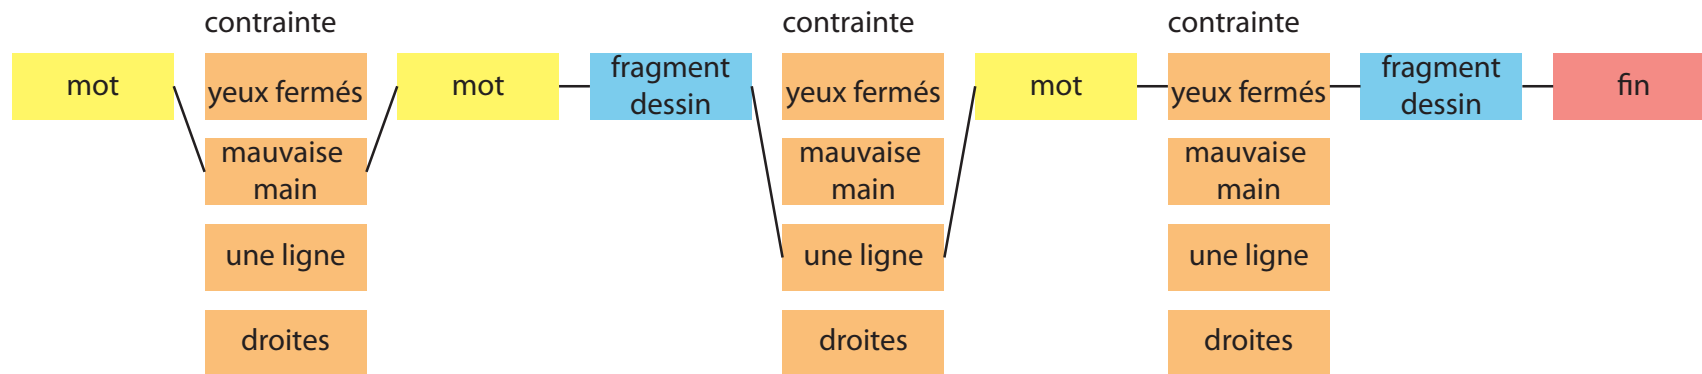 contrainte
contrainte
contrainte
mot
yeux fermés
mot
fragment
dessin
yeux fermés
mot
yeux fermés
fragment
dessin
fin
mauvaise
main
mauvaise
main
mauvaise
main
une ligne
une ligne
une ligne
droites
droites
droites